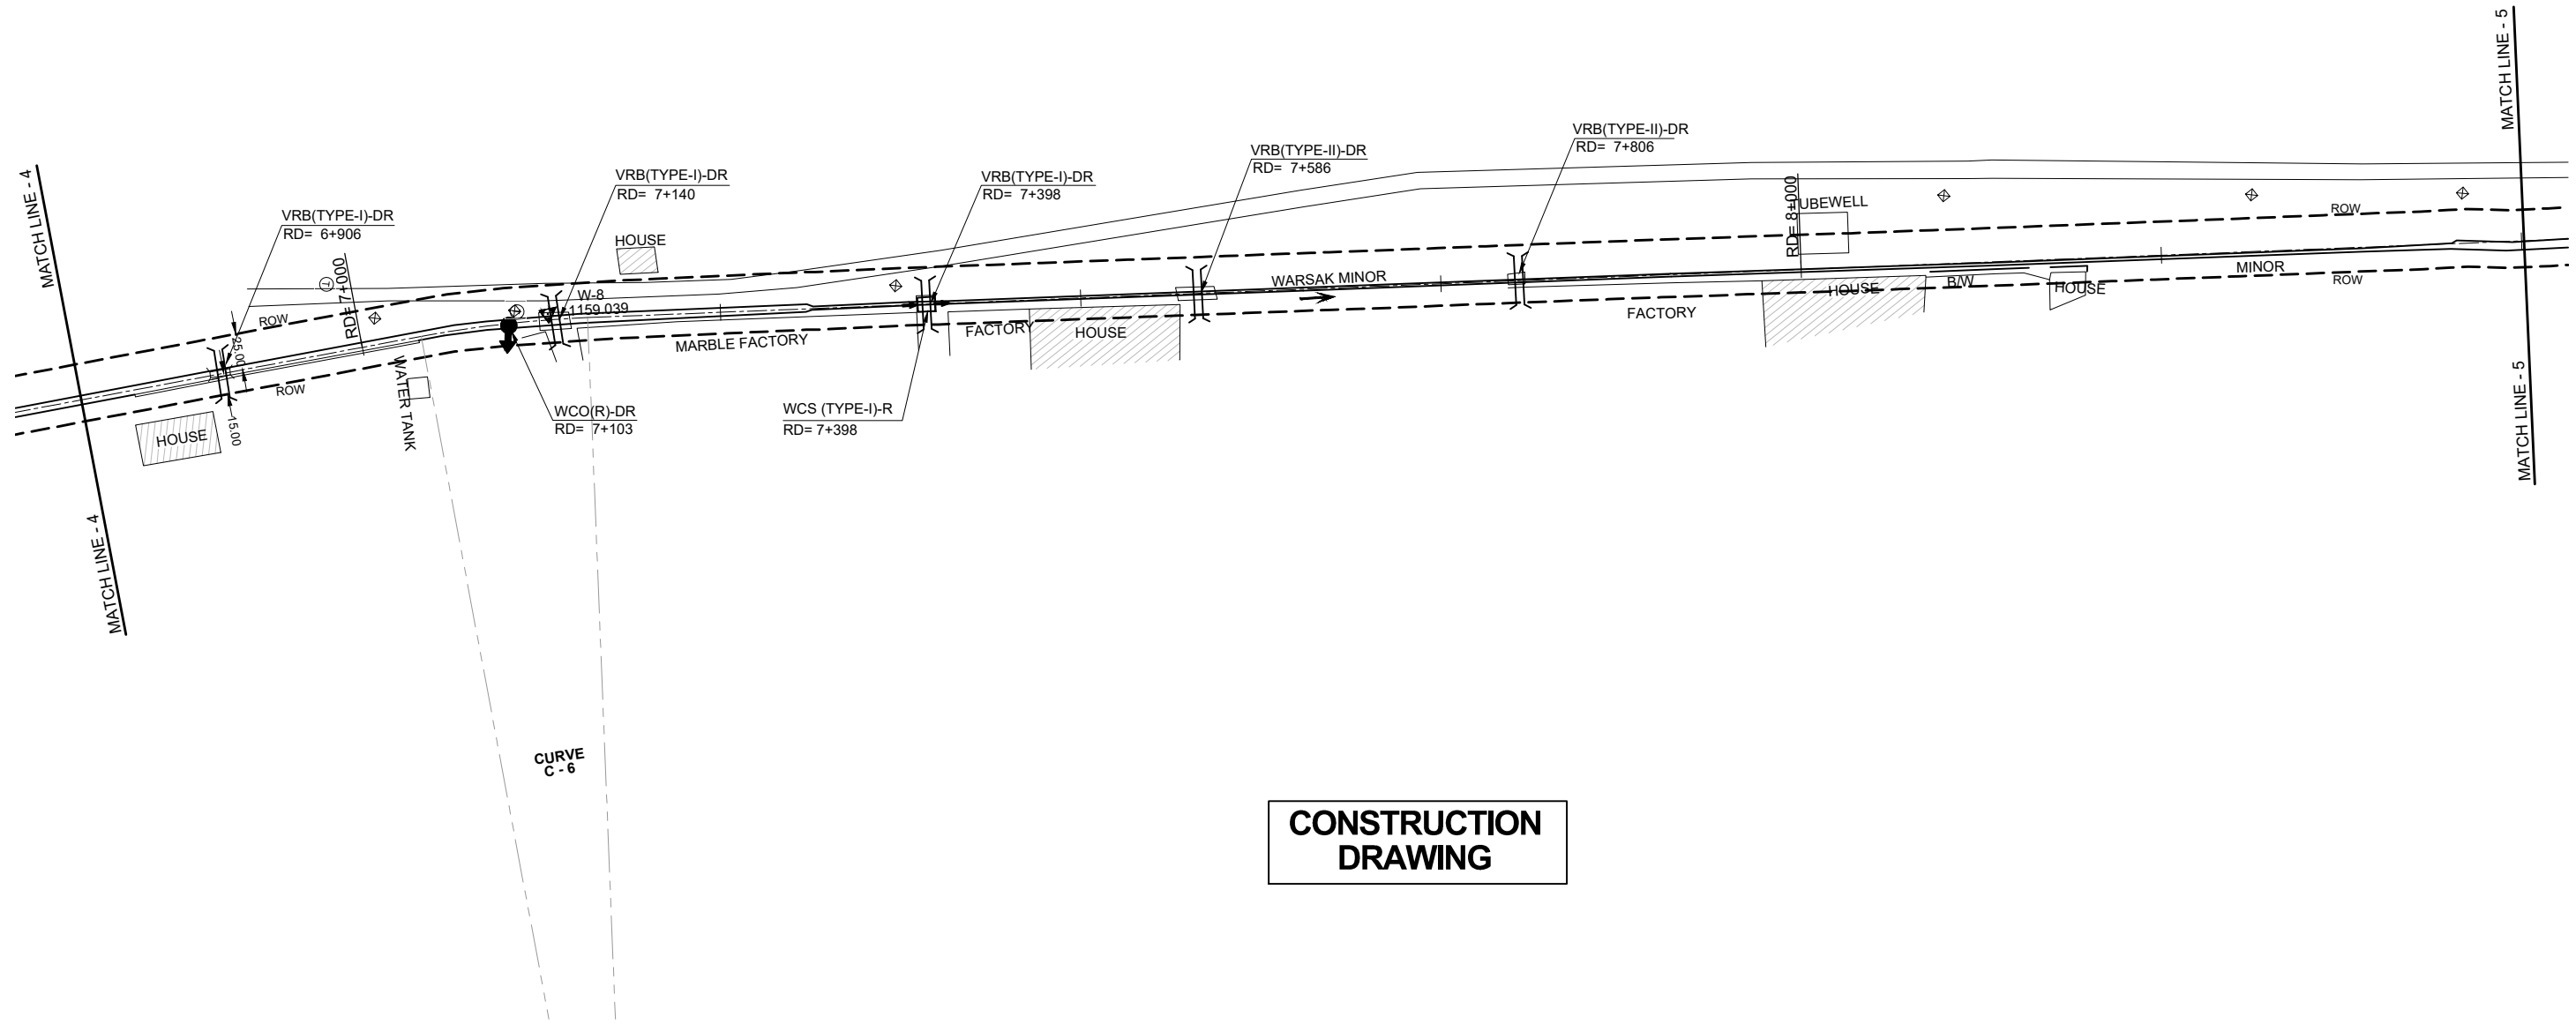 MATCH LINE - 4
MATCH LINE - 4
VRB(TYPE-I)-DR
RD= 6+906
VRB(TYPE-I)-DR
RD= 7+140
VRB(TYPE-I)-DR
RD= 7+398
VRB(TYPE-II)-DR
RD= 7+586
VRB(TYPE-II)-DR
RD= 7+806
MATCH LINE - 5
MATCH LINE - 5
ROW
ROW
25.00
15.00
HOUSE
T
RD= 7+000
WATER TANK
HOUSE
W-8
1159.039
WCO(R)-DR
RD= 7+103
MARBLE FACTORY
WCS (TYPE-I)-R
RD= 7+398
FACTORY
HOUSE
WARSAK MINOR
FACTORY
RD= 8+000
TUBEWELL
HOUSE
B/W
HOUSE
MINOR
ROW
ROW
CURVE
C - 6
CONSTRUCTION
DRAWING